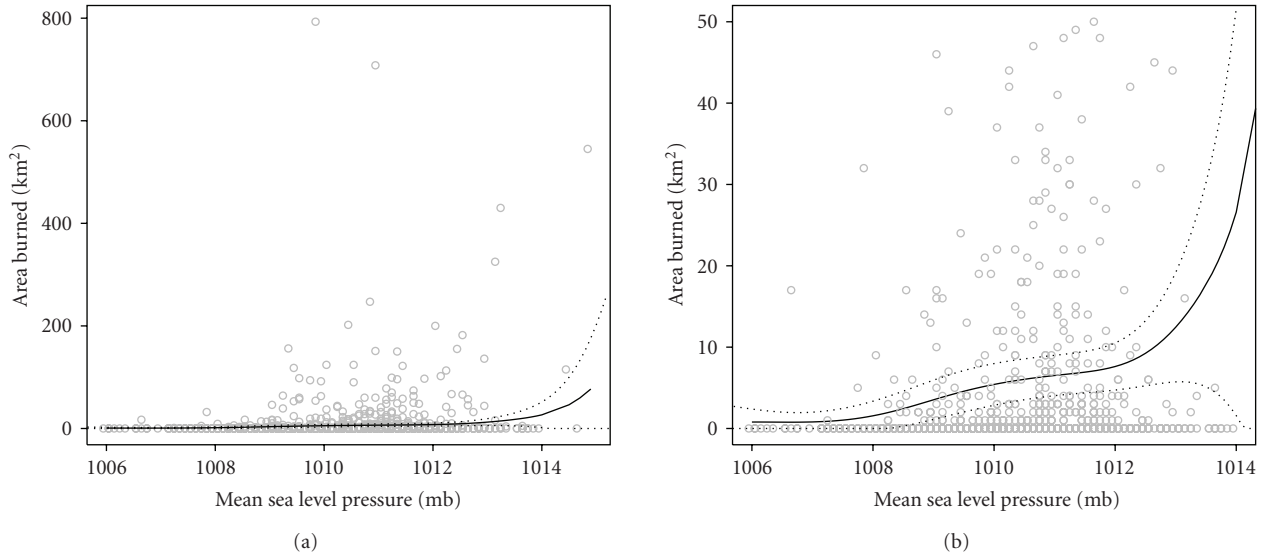 800
600
400
200
0
Area burned (km²)
1006 1008 1010 1012 1014
Mean sea level pressure (mb)
(a)
50
40
30
20
10
0
Area burned (km²)
1006 1008 1010 1012 1014
Mean sea level pressure (mb)
(b)